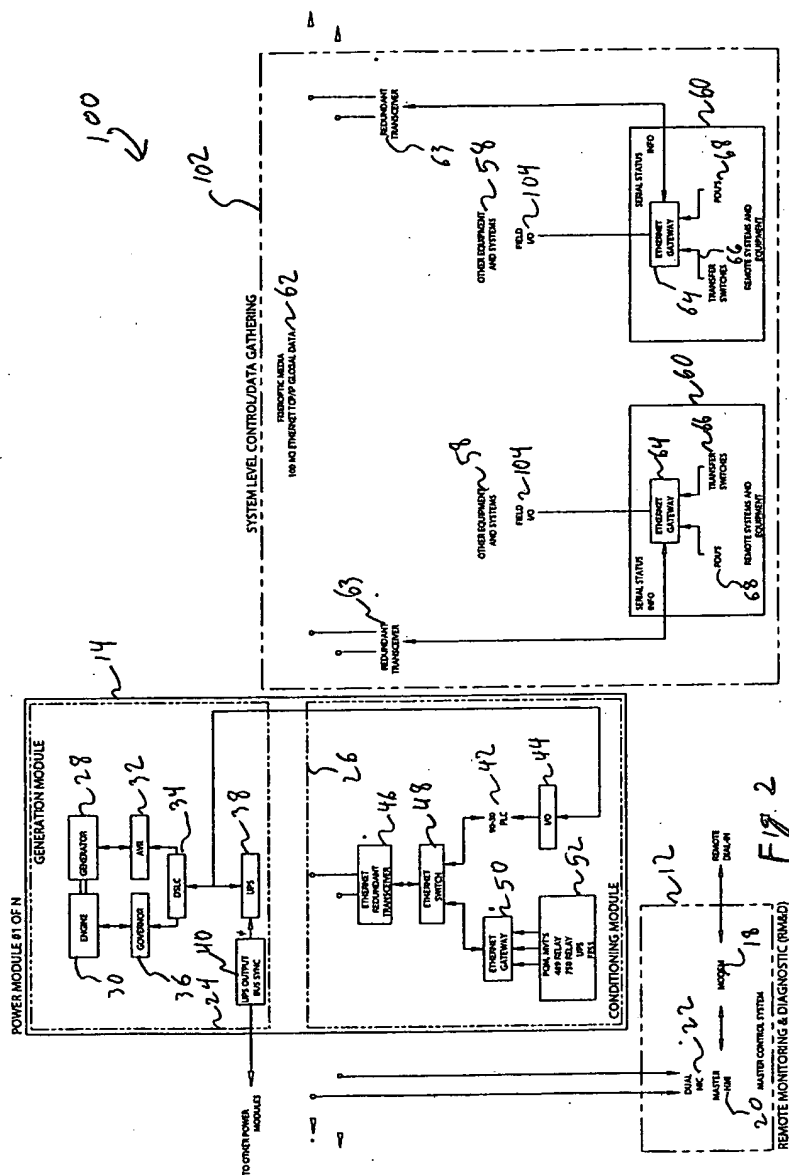 POWER MODULE #1 OF N
14
GENERATION MODULE
ENGINE
GENERATOR
28
30
GOVERNOR
AVR
32
36
DSLC
34
24
UPS OUTPUT
BUS SYNC
40
UPS
38
TO OTHER POWER
MODULES
26
ETHERNET
REDUNDANT
TRANSCEIVER
46
ETHERNET
SWITCH
48
90-30
PLC
42
I/O
44
ETHERNET
GATEWAY
50
PQM, MVT'S
489 RELAY
750 RELAY
UPS
FESS
52
CONDITIONING MODULE
DUAL
NIC
22
MASTER
HMI
20
MODEM
18
MASTER CONTROL SYSTEM
REMOTE MONITORING & DIAGNOSTIC (RM&D)
12
REMOTE
DIAL-IN
Fig. 2
100
102
SYSTEM LEVEL CONTROL/DATA GATHERING
FIBEROPTIC MEDIA
100 MO ETHERNET TCP/P GLOBAL DATA
62
REDUNDANT
TRANSCEIVER
63
OTHER EQUIPMENT
AND SYSTEMS
58
FIELD
I/O
104
SERIAL STATUS
INFO
60
ETHERNET
GATEWAY
64
PDU'S
68
TRANSFER
SWITCHES
66
REMOTE SYSTEMS AND
EQUIPMENT
REDUNDANT
TRANSCEIVER
63
OTHER EQUIPMENT
AND SYSTEMS
58
FIELD
I/O
104
SERIAL STATUS
INFO
60
ETHERNET
GATEWAY
64
TRANSFER
SWITCHES
66
PDU'S
68
REMOTE SYSTEMS AND
EQUIPMENT